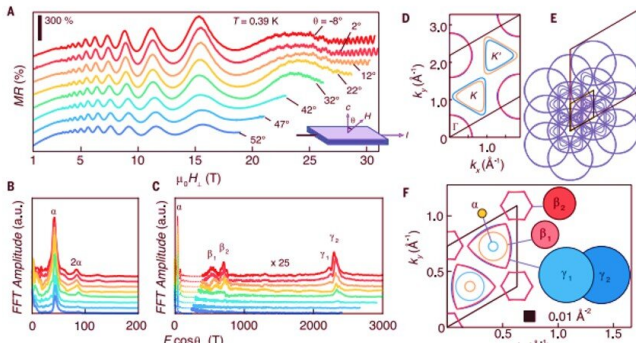 A
300 %
T = 0.39 K
θ = -8°
2°
12°
22°
32°
42°
47°
52°
MR (%)
1 5 10 15 20 25 30
μ₀H⊥ (T)
c
θ
H
I
B
FFT Amplitude (a.u.)
α
2α
0 100 200
C
FFT Amplitude (a.u.)
α
β₁
β₂
x 25
γ₁
γ₂
0 1000 2000 3000
F cosθ (T)
D
ky (Å⁻¹)
3.0
2.0
1.0
0
K'
K
Γ
1.0
kx (Å⁻¹)
E
F
ky (Å⁻¹)
1.0
0.5
0
α
β₂
β₁
γ₁
γ₂
0.01 Å⁻²
0 0.5 1.0 1.5